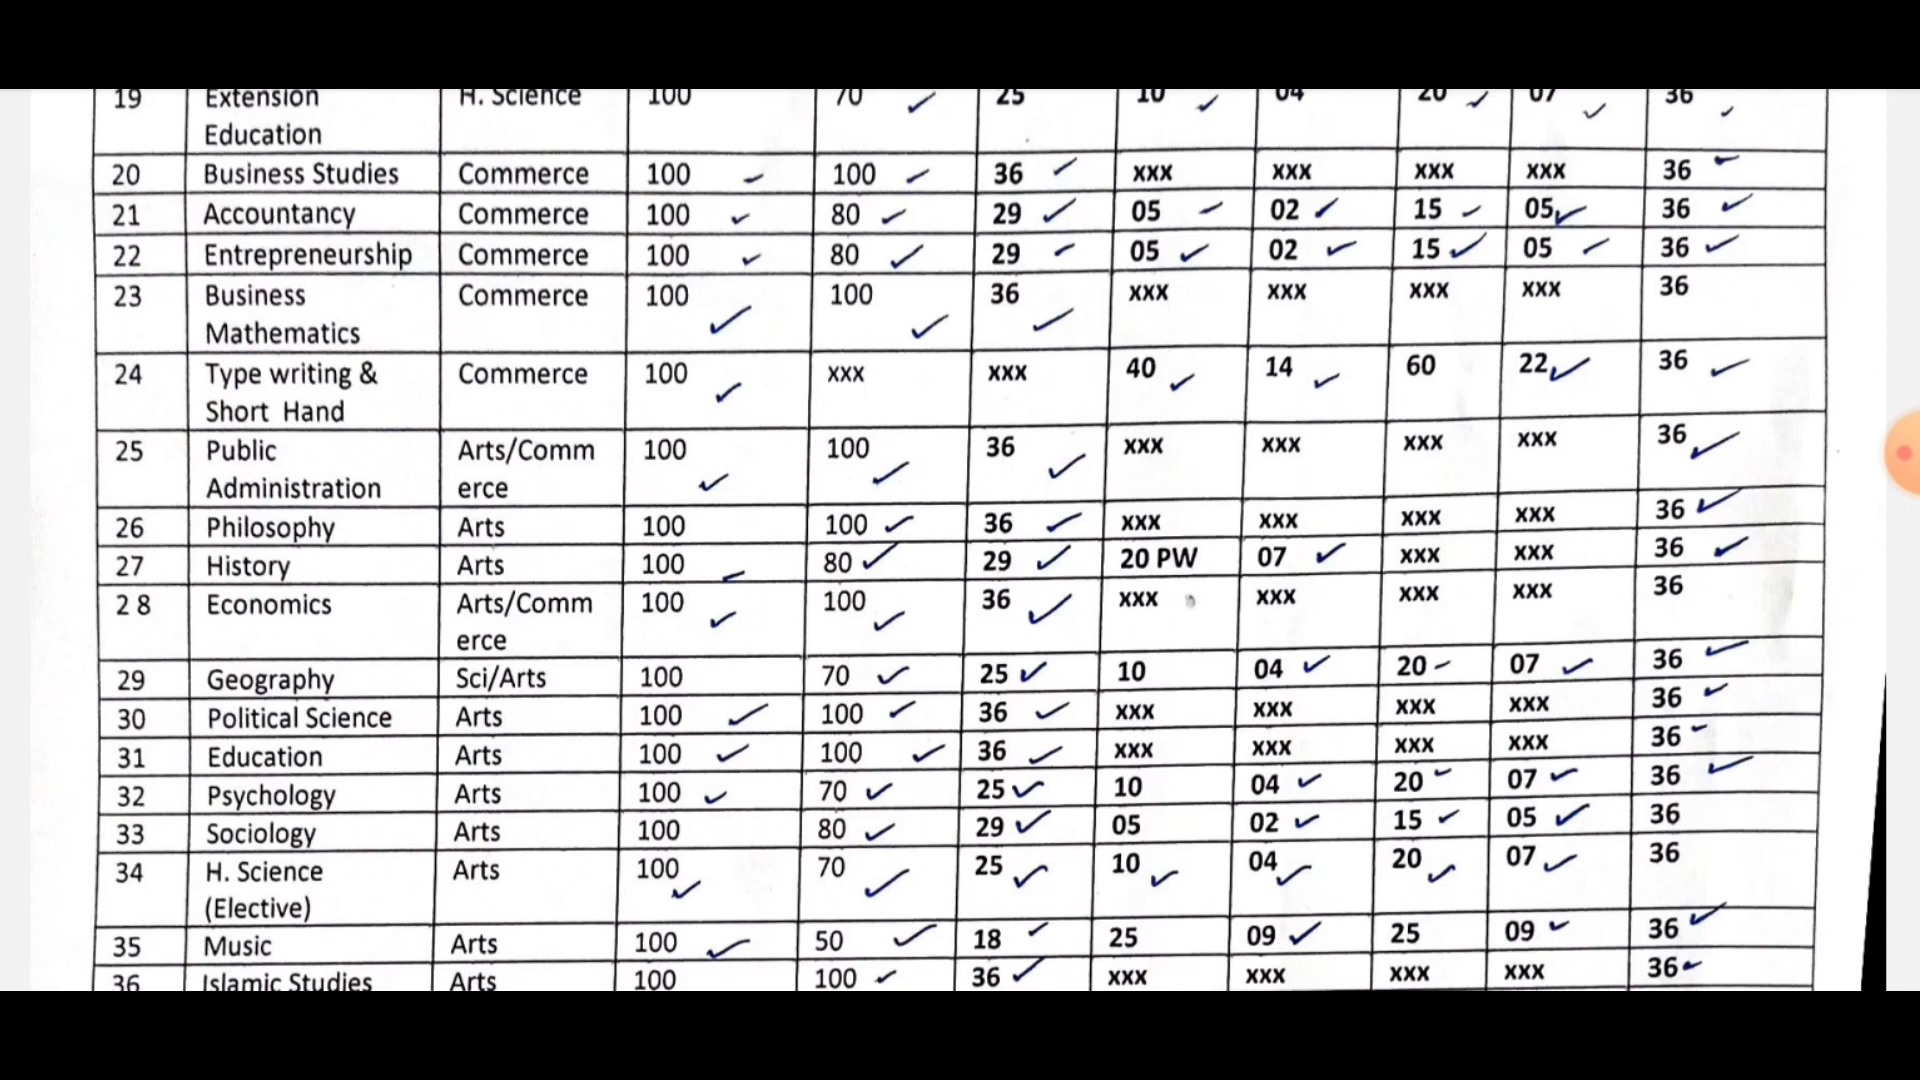 19 Extension H. Science 100 70 25 10 04 20 07 36
Education
20 Business Studies Commerce 100 100 36 xxx xxx xxx xxx 36
21 Accountancy Commerce 100 80 29 05 02 15 05 36
22 Entrepreneurship Commerce 100 80 29 05 02 15 05 36
23 Business Commerce 100 100 36 xxx xxx xxx xxx 36
Mathematics
24 Type writing & Commerce 100 xxx xxx 40 14 60 22 36
Short Hand
25 Public Arts/Comm 100 100 36 xxx xxx xxx xxx 36
Administration erce
26 Philosophy Arts 100 100 36 xxx xxx xxx xxx 36
27 History Arts 100 80 29 20 PW 07 xxx xxx 36
2 8 Economics Arts/Comm 100 100 36 xxx xxx xxx xxx 36
erce
29 Geography Sci/Arts 100 70 25 10 04 20 07 36
30 Political Science Arts 100 100 36 xxx xxx xxx xxx 36
31 Education Arts 100 100 36 xxx xxx xxx xxx 36
32 Psychology Arts 100 70 25 10 04 20 07 36
33 Sociology Arts 100 80 29 05 02 15 05 36
34 H. Science Arts 100 70 25 10 04 20 07 36
(Elective)
35 Music Arts 100 50 18 25 09 25 09 36
36 Islamic Studies Arts 100 100 36 xxx xxx xxx xxx 36